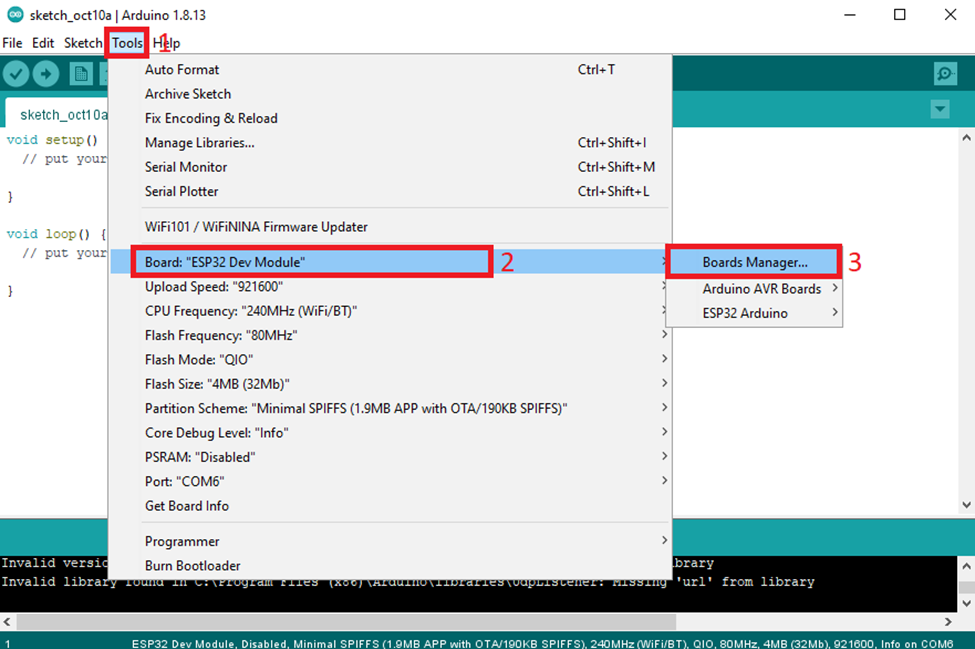 sketch_oct10a | Arduino 1.8.13
File Edit Sketch Tools 1 Help
sketch_oct10a
Auto Format Ctrl+T
Archive Sketch
Fix Encoding & Reload
Manage Libraries... Ctrl+Shift+I
Serial Monitor Ctrl+Shift+M
Serial Plotter Ctrl+Shift+L
WiFi101 / WiFiNINA Firmware Updater
Board: "ESP32 Dev Module" 2
Upload Speed: "921600"
CPU Frequency: "240MHz (WiFi/BT)"
Flash Frequency: "80MHz"
Flash Mode: "QIO"
Flash Size: "4MB (32Mb)"
Partition Scheme: "Minimal SPIFFS (1.9MB APP with OTA/190KB SPIFFS)"
Core Debug Level: "Info"
PSRAM: "Disabled"
Port: "COM6"
Get Board Info
Programmer
Burn Bootloader
Boards Manager... 3
Arduino AVR Boards
ESP32 Arduino
void setup()
// put your
}
void loop() {
// put your
}
Invalid
Invalid library found in C:\Program Files (x86)\Arduino\libraries\UdpListener: Missing 'url' from library
1 ESP32 Dev Module, Disabled, Minimal SPIFFS (1.9MB APP with OTA/190KB SPIFFS), 240MHz (WiFi/BT), QIO, 80MHz, 4MB (32Mb), 921600, Info on COM6